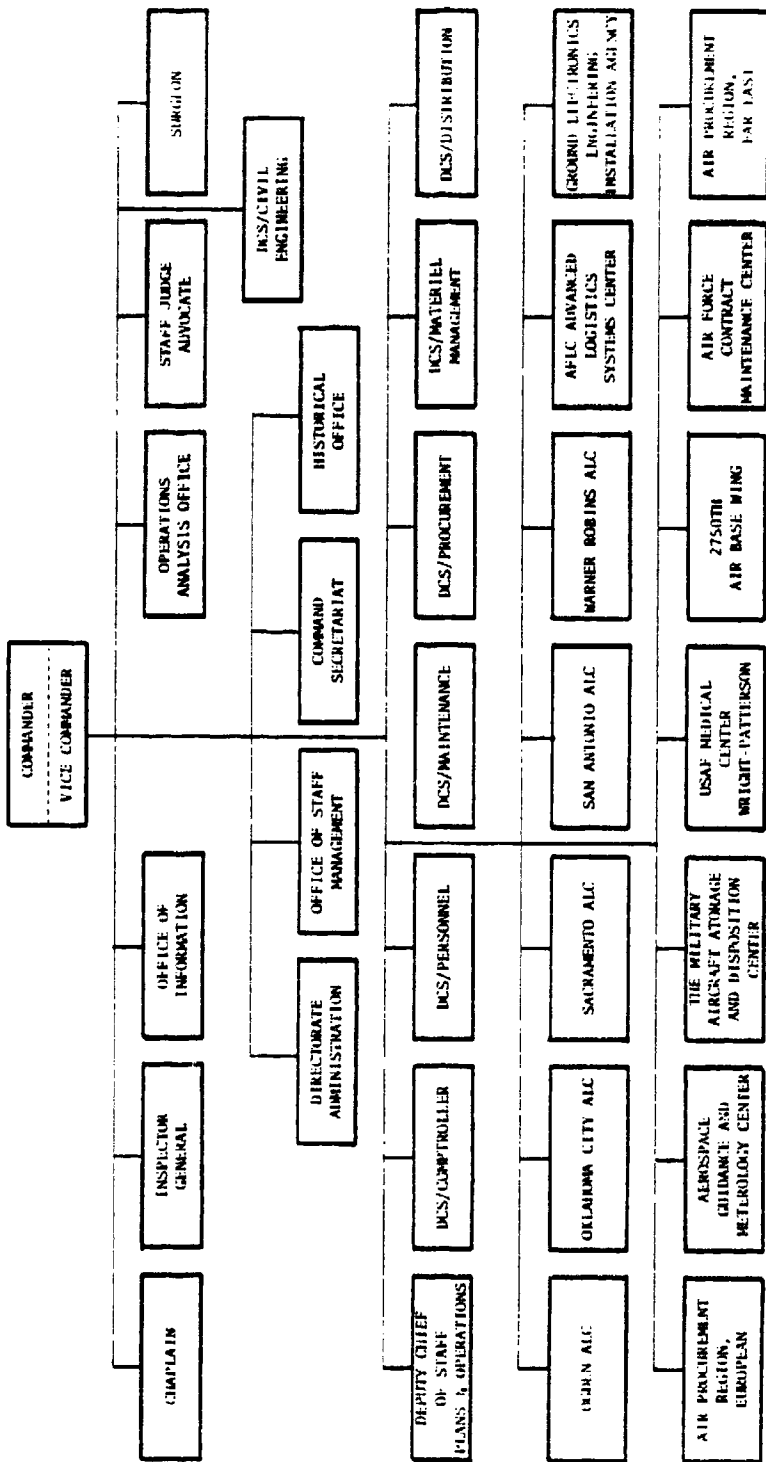 COMMANDER
VICE COMMANDER
CHAPLAIN
INSPECTOR
GENERAL
OFFICE OF
INFORMATION
OPERATIONS
ANALYSIS OFFICE
STAFF JUDGE
ADVOCATE
SURGEON
DCS/CIVIL
ENGINEERING
DIRECTORATE
ADMINISTRATION
OFFICE OF STAFF
MANAGEMENT
COMMAND
SECRETARIAT
HISTORICAL
OFFICE
DEPUTY CHIEF
OF STAFF
PLANS & OPERATIONS
DCS/COMPTROLLER
DCS/PERSONNEL
DCS/MAINTENANCE
DCS/PROCUREMENT
DCS/MATERIEL
MANAGEMENT
DCS/DISTRIBUTION
OGDEN ALC
OKLAHOMA CITY ALC
SACRAMENTO ALC
SAN ANTONIO ALC
WARNER ROBINS ALC
AFLC ADVANCED
LOGISTICS
SYSTEMS CENTER
GROUND ELECTRONICS
ENGINEERING
INSTALLATION AGENCY
AIR PROCUREMENT
REGION,
EUROPEAN
AEROSPACE
GUIDANCE AND
METEROLOGY CENTER
THE MILITARY
AIRCRAFT ATORAGE
AND DISPOSITION
CENTER
USAF MEDICAL
CENTER
WRIGHT-PATTERSON
2750TH
AIR BASE WING
AIR FORCE
CONTRACT
MAINTENANCE CENTER
AIR PROCUREMENT
REGION,
FAR EAST